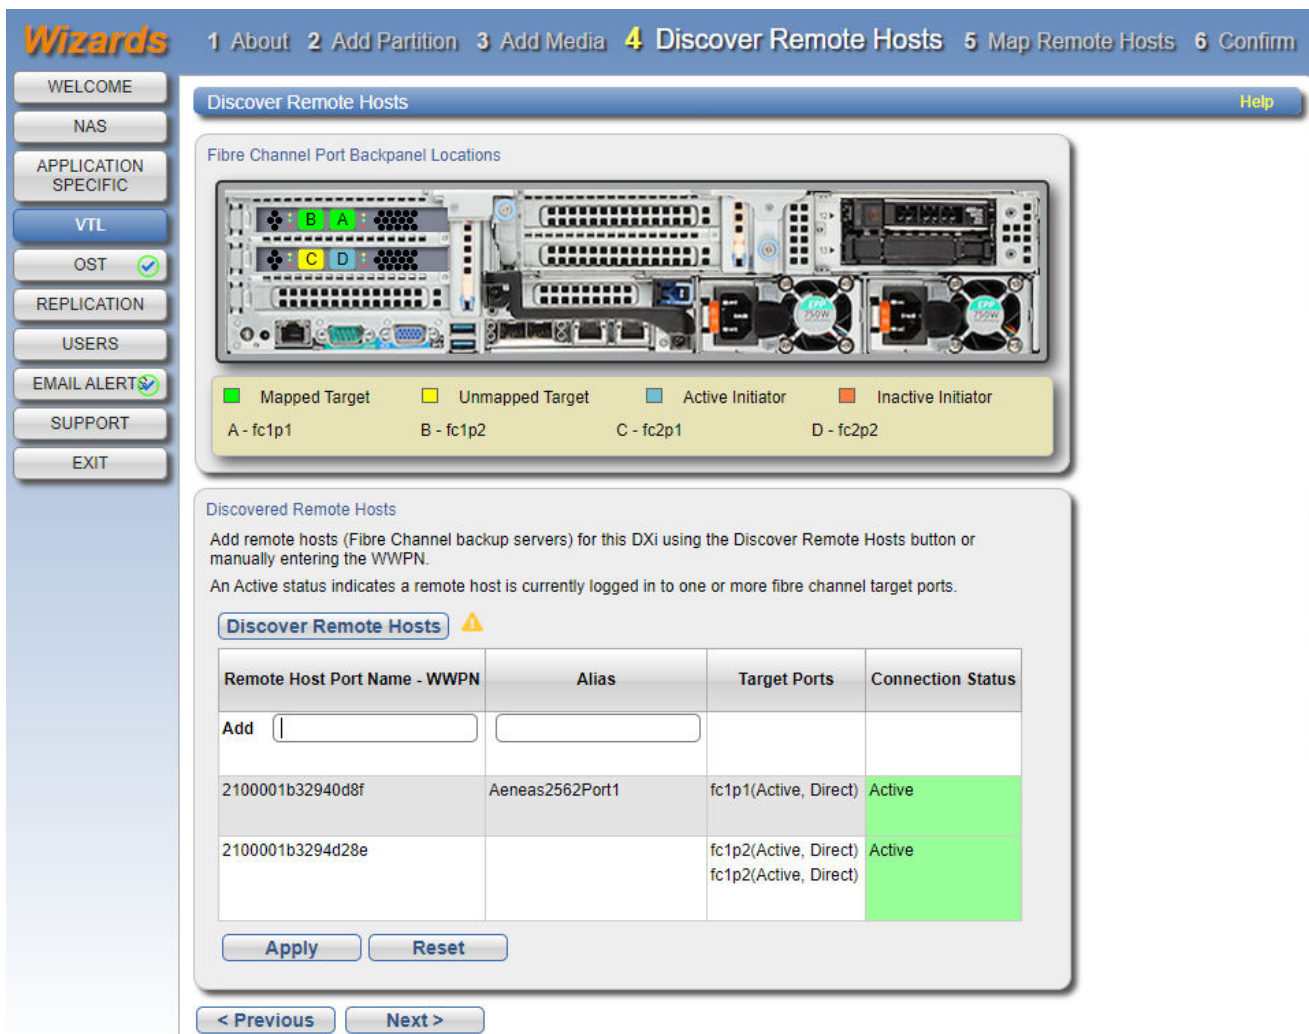 Wizards 1 About 2 Add Partition 3 Add Media 4 Discover Remote Hosts 5 Map Remote Hosts 6 Confirm
WELCOME
NAS
APPLICATION
SPECIFIC
VTL
OST
REPLICATION
USERS
EMAIL ALERTS
SUPPORT
EXIT
Discover Remote Hosts Help
Fibre Channel Port Backpanel Locations
B A
C D
12
13
EPP
750W
EPP
750W
Mapped Target Unmapped Target Active Initiator Inactive Initiator
A - fc1p1 B - fc1p2 C - fc2p1 D - fc2p2
Discovered Remote Hosts
Add remote hosts (Fibre Channel backup servers) for this DXi using the Discover Remote Hosts button or
manually entering the WWPN.
An Active status indicates a remote host is currently logged in to one or more fibre channel target ports.
Discover Remote Hosts
Remote Host Port Name - WWPN Alias Target Ports Connection Status
Add
2100001b32940d8f Aeneas2562Port1 fc1p1(Active, Direct) Active
2100001b3294d28e fc1p2(Active, Direct) Active
fc1p2(Active, Direct)
Apply Reset
< Previous Next >